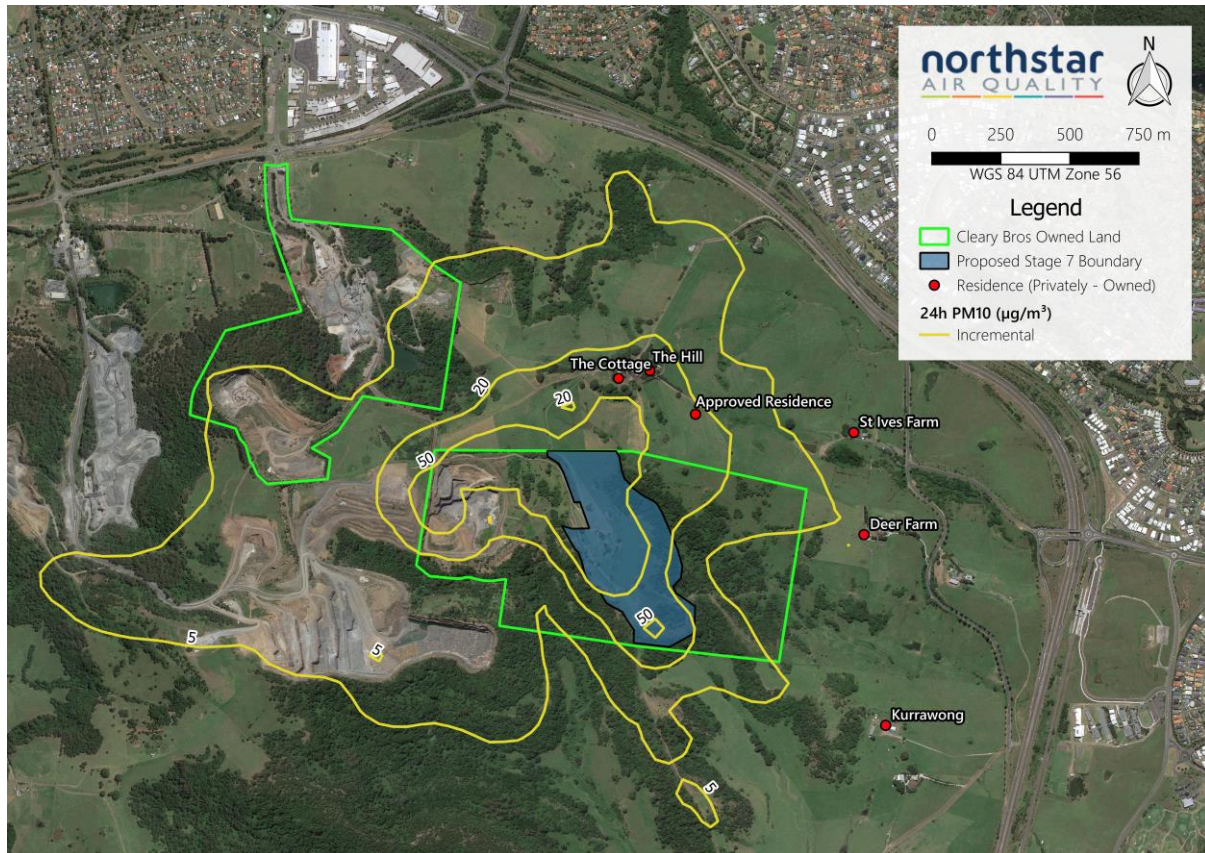 northstar
AIR QUALITY
N
0 250 500 750 m
WGS 84 UTM Zone 56
Legend
Cleary Bros Owned Land
Proposed Stage 7 Boundary
Residence (Privately - Owned)
24h PM10 (µg/m³)
Incremental
The Cottage
The Hill
20
20
Approved Residence
St Ives Farm
50
Deer Farm
50
5
5
Kurrawong
5